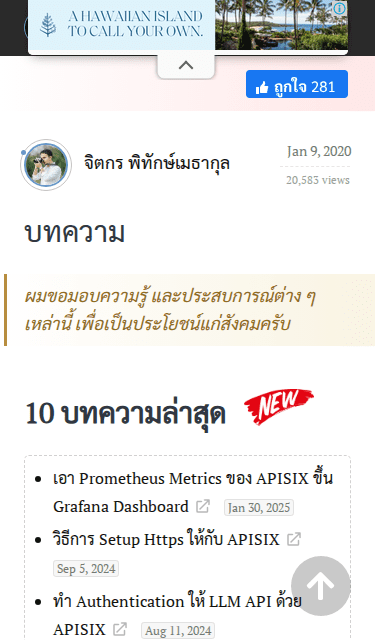 A HAWAIIAN ISLAND
TO CALL YOUR OWN.
ถูกใจ 281
จิตกร พิทักษ์เมธากุล
Jan 9, 2020
20,583 views
บทความ
ผมขอมอบความรู้ และประสบการณ์ต่าง ๆ
เหล่านี้ เพื่อเป็นประโยชน์แก่สังคมครับ
10 บทความล่าสุด NEW
เอา Prometheus Metrics ของ APISIX ขึ้น
Grafana Dashboard Jan 30, 2025
วิธีการ Setup Https ให้กับ APISIX
Sep 5, 2024
ทำ Authentication ให้ LLM API ด้วย
APISIX Aug 11, 2024